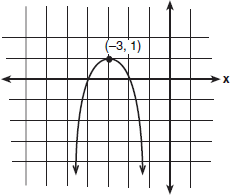 (–3, 1)
x